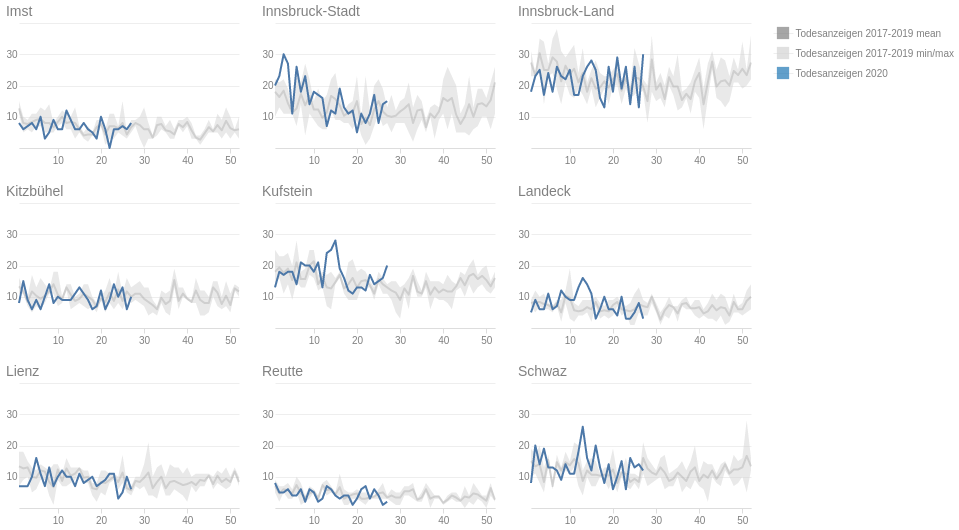 Imst Innsbruck-Stadt Innsbruck-Land
Todesanzeigen 2017-2019 mean
Todesanzeigen 2017-2019 min/max
Todesanzeigen 2020
30 30 30
20 20 20
10 10 10
10 20 30 40 50 10 20 30 40 50 10 20 30 40 50
Kitzbühel Kufstein Landeck
30 30 30
20 20 20
10 10 10
10 20 30 40 50 10 20 30 40 50 10 20 30 40 50
Lienz Reutte Schwaz
30 30 30
20 20 20
10 10 10
10 20 30 40 50 10 20 30 40 50 10 20 30 40 50